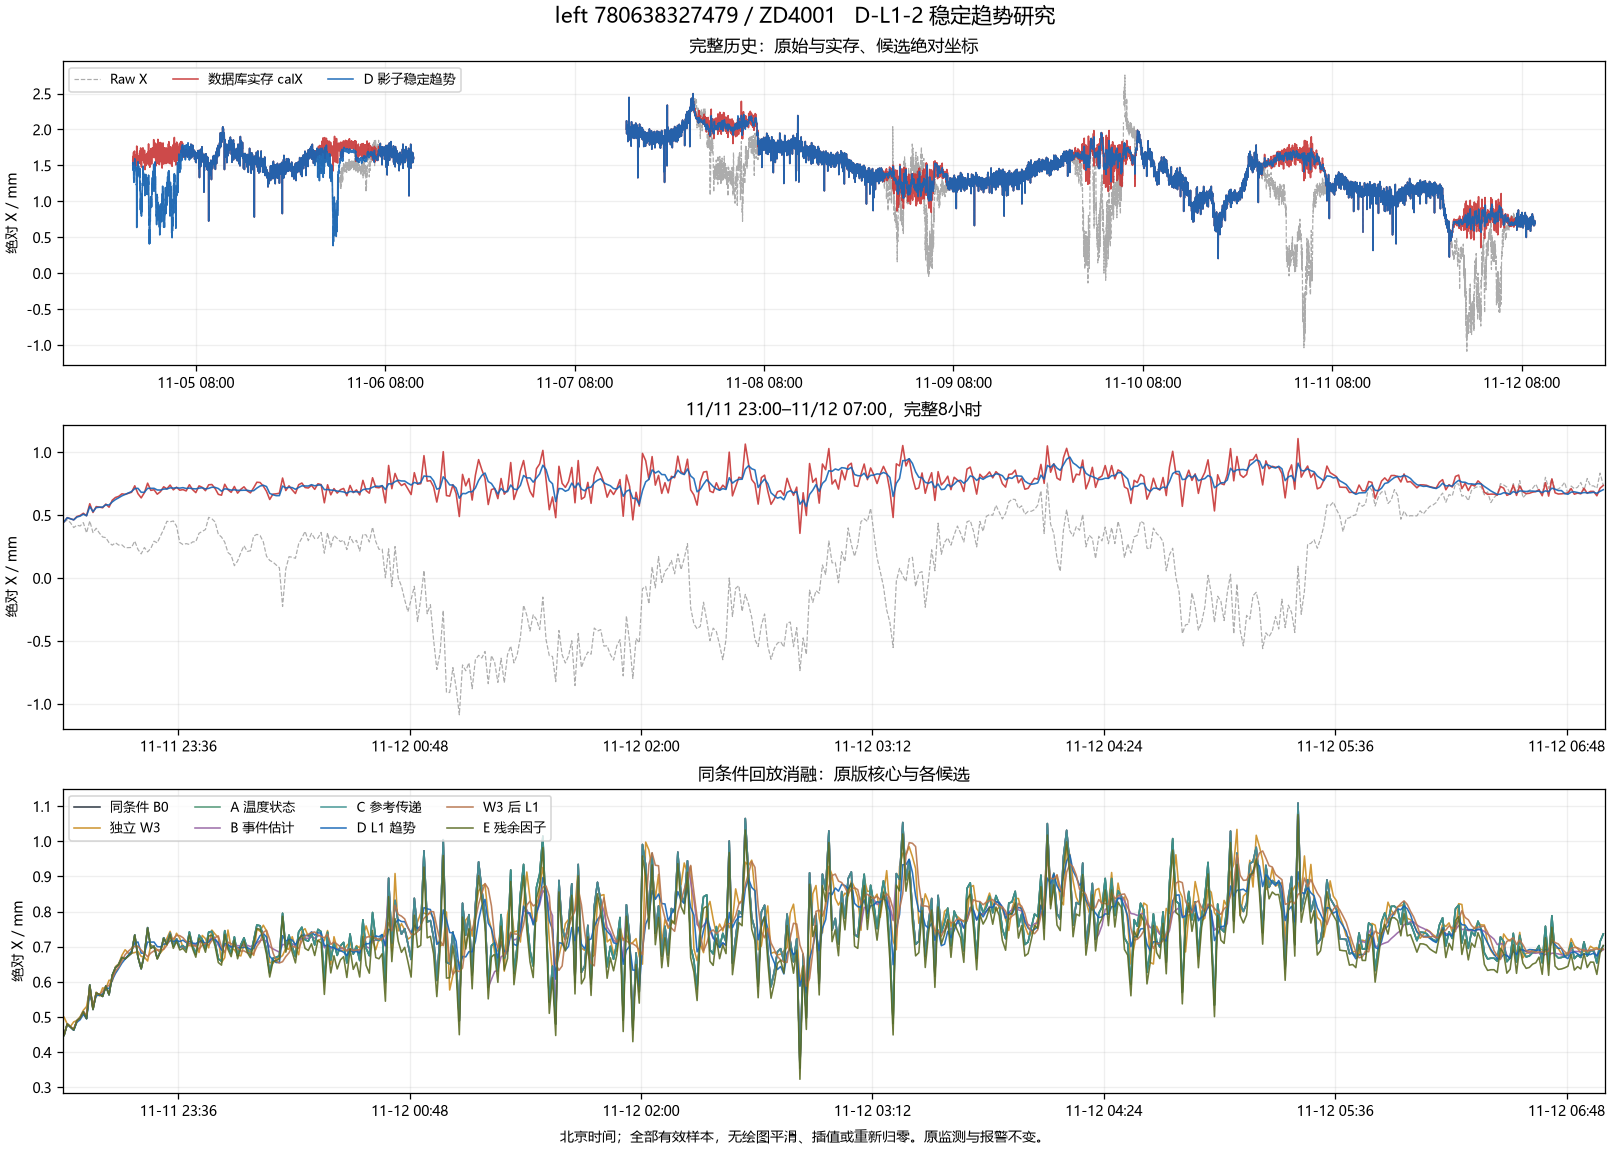 left 780638327479 / ZD4001   D-L1-2 稳定趋势研究
完整历史：原始与实存、候选绝对坐标
Raw X 数据库实存 calX D 影子稳定趋势
绝对 X / mm
2.5
2.0
1.5
1.0
0.5
0.0
-0.5
-1.0
11-05 08:00 11-06 08:00 11-07 08:00 11-08 08:00 11-09 08:00 11-10 08:00 11-11 08:00 11-12 08:00
11/11 23:00–11/12 07:00，完整8小时
绝对 X / mm
1.0
0.5
0.0
-0.5
-1.0
11-11 23:36 11-12 00:48 11-12 02:00 11-12 03:12 11-12 04:24 11-12 05:36 11-12 06:48
同条件回放消融：原版核心与各候选
同条件 B0 A 温度状态 C 参考传递 W3 后 L1
独立 W3 B 事件估计 D L1 趋势 E 残余因子
绝对 X / mm
1.1
1.0
0.9
0.8
0.7
0.6
0.5
0.4
0.3
11-11 23:36 11-12 00:48 11-12 02:00 11-12 03:12 11-12 04:24 11-12 05:36 11-12 06:48
北京时间；全部有效样本，无绘图平滑、插值或重新归零。原监测与报警不变。